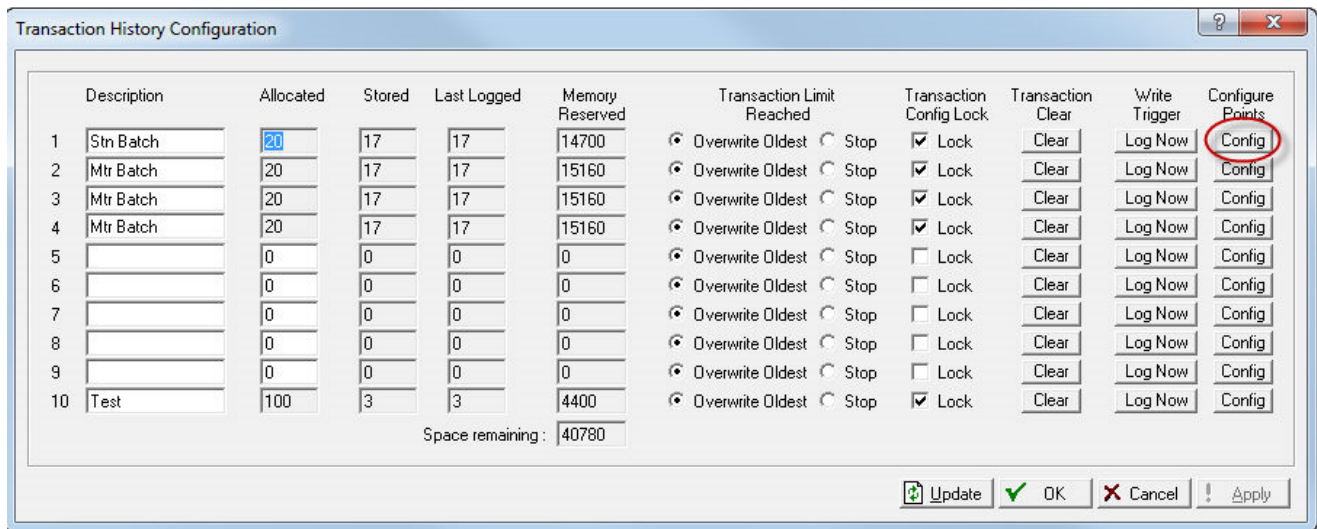 Transaction History Configuration
Description Allocated Stored Last Logged Memory Reserved Transaction Limit Reached Transaction Config Lock Transaction Clear Write Trigger Configure Points
1 Stn Batch 20 17 17 14700 Overwrite Oldest Stop Lock Clear Log Now Config
2 Mtr Batch 20 17 17 15160 Overwrite Oldest Stop Lock Clear Log Now Config
3 Mtr Batch 20 17 17 15160 Overwrite Oldest Stop Lock Clear Log Now Config
4 Mtr Batch 20 17 17 15160 Overwrite Oldest Stop Lock Clear Log Now Config
5 0 0 0 0 Overwrite Oldest Stop Lock Clear Log Now Config
6 0 0 0 0 Overwrite Oldest Stop Lock Clear Log Now Config
7 0 0 0 0 Overwrite Oldest Stop Lock Clear Log Now Config
8 0 0 0 0 Overwrite Oldest Stop Lock Clear Log Now Config
9 0 0 0 0 Overwrite Oldest Stop Lock Clear Log Now Config
10 Test 100 3 3 4400 Overwrite Oldest Stop Lock Clear Log Now Config
Space remaining : 40780
Update OK Cancel Apply